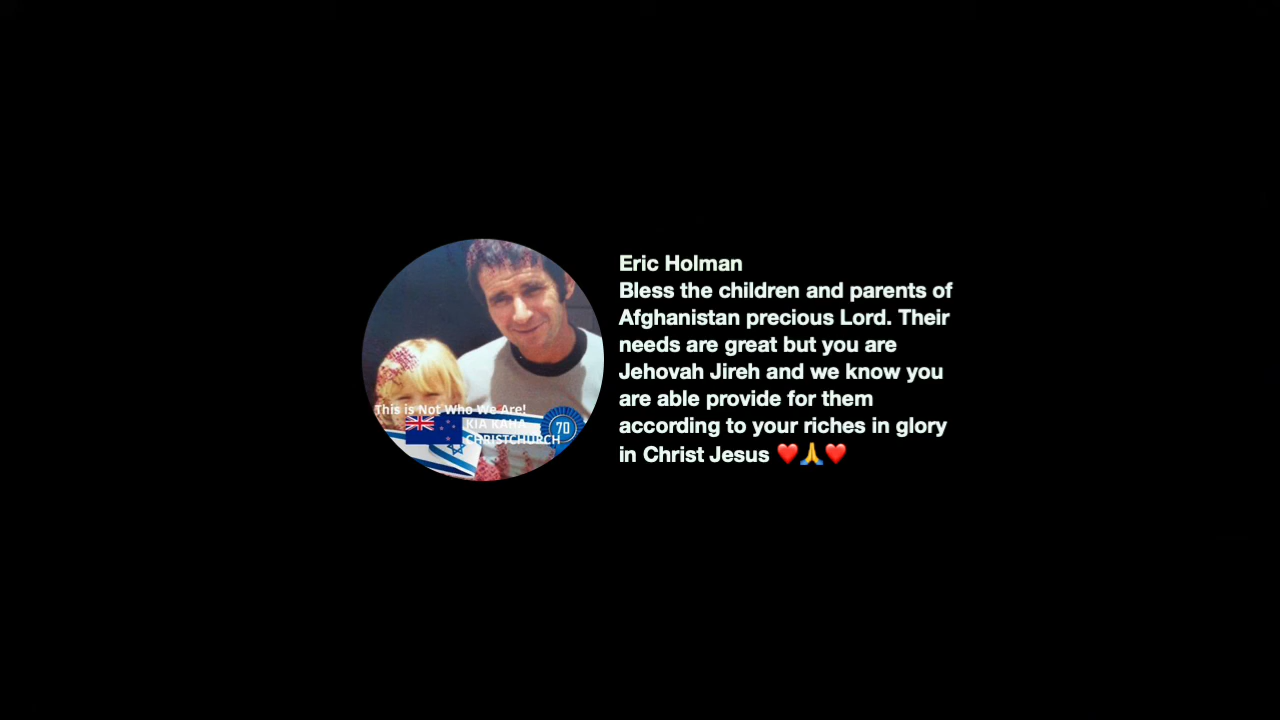 Eric Holman
Bless the children and parents of
Afghanistan precious Lord. Their
needs are great but you are
Jehovah Jireh and we know you
are able provide for them
according to your riches in glory
in Christ Jesus ❤️🙏❤️
This is Not Who We Are!
KIA KAHA
CHRISTCHURCH
70